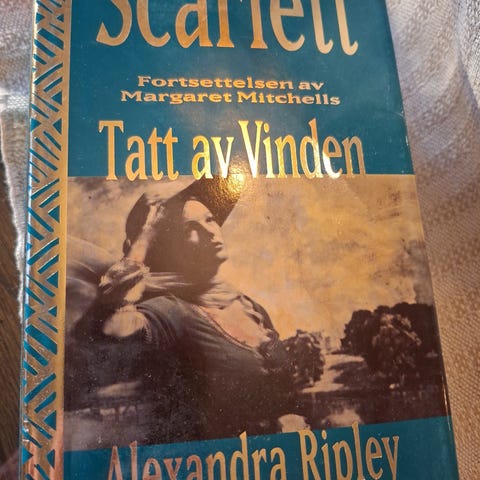 Scarlett
Fortsettelsen av
Margaret Mitchells
Tatt av Vinden
Alexandra Ripley